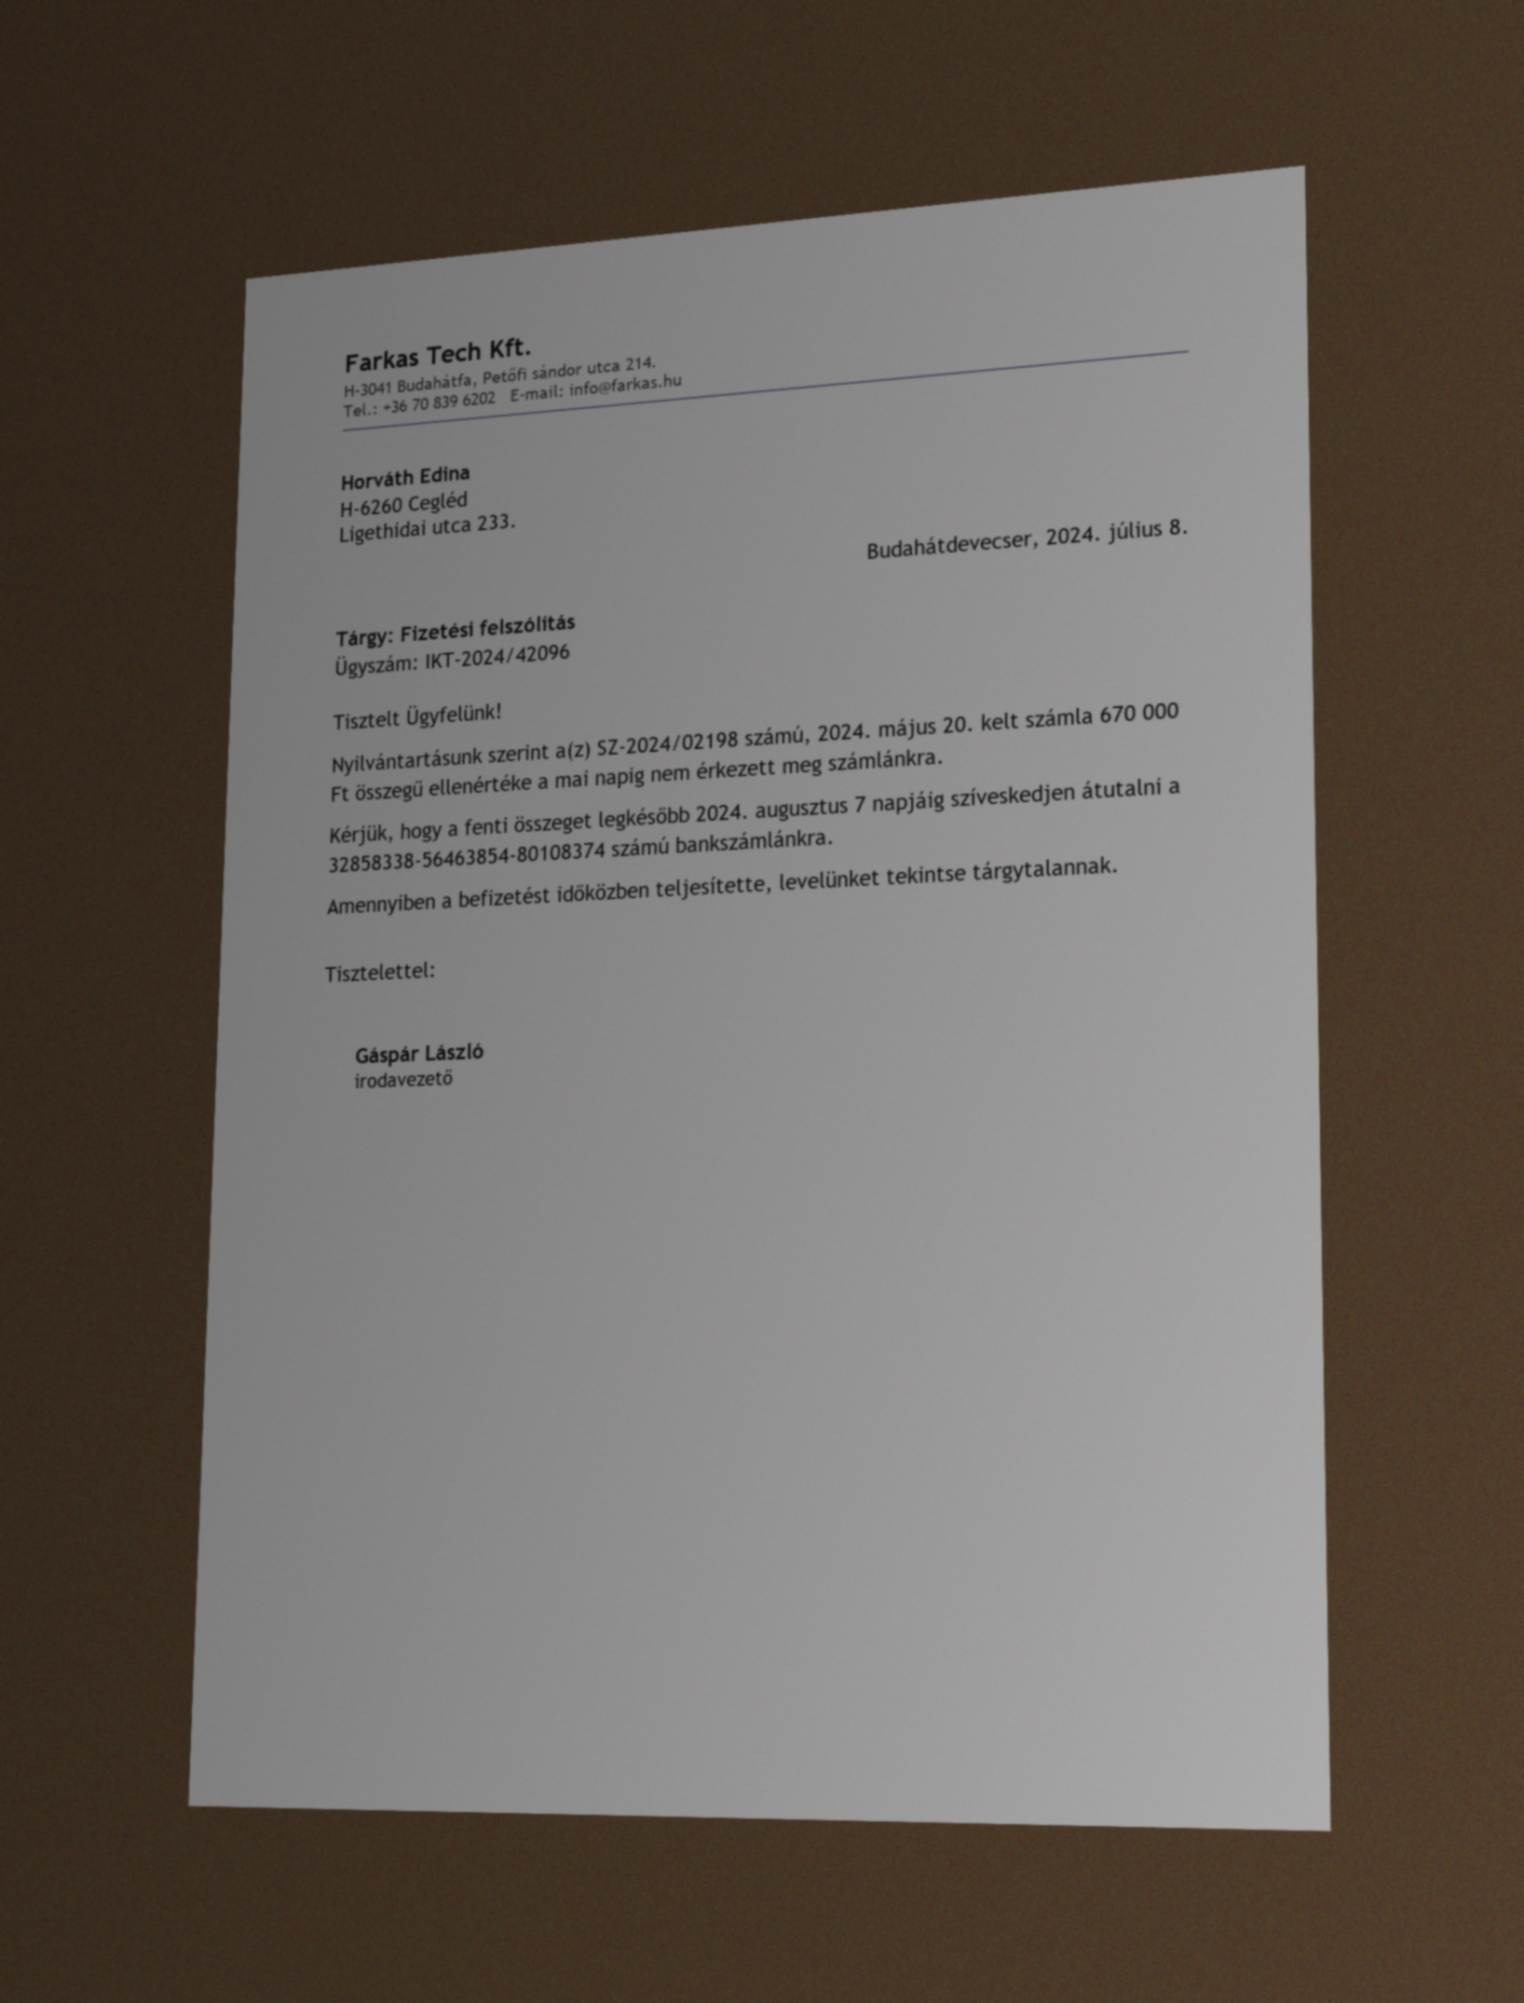 Farkas Tech Kft.
H-3041 Budahátfa, Petőfi sándor utca 214.
Tel.: +36 70 839 6202 E-mail: info@farkas.hu
Horváth Edina
H-6260 Cegléd
Ligethidai utca 233.
Budahátdevecser, 2024. július 8.
Tárgy: Fizetési felszólítás
Ügyszám: IKT-2024/42096
Tisztelt Ügyfelünk!
Nyilvántartásunk szerint a(z) SZ-2024/02198 számú, 2024. május 20. kelt számla 670 000
Ft összegű ellenértéke a mai napig nem érkezett meg számlánkra.
Kérjük, hogy a fenti összeget legkésőbb 2024. augusztus 7 napjáig szíveskedjen átutalni a
32858338-56463854-80108374 számú bankszámlánkra.
Amennyiben a befizetést időközben teljesítette, levelünket tekintse tárgytalannak.
Tisztelettel:
Gáspár László
irodavezető